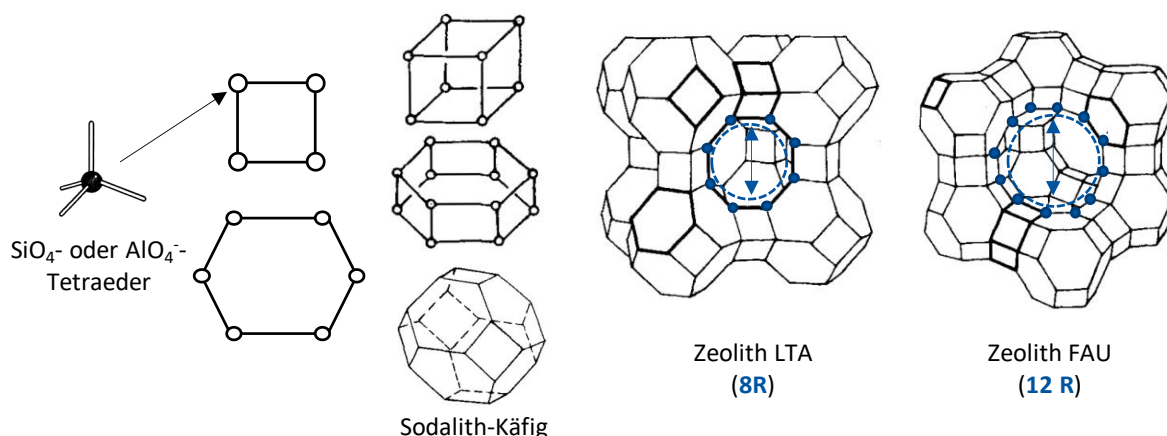 SiO₄- oder AlO₄⁻-
Tetraeder
Sodalith-Käfig
Zeolith LTA
(8R)
Zeolith FAU
(12 R)